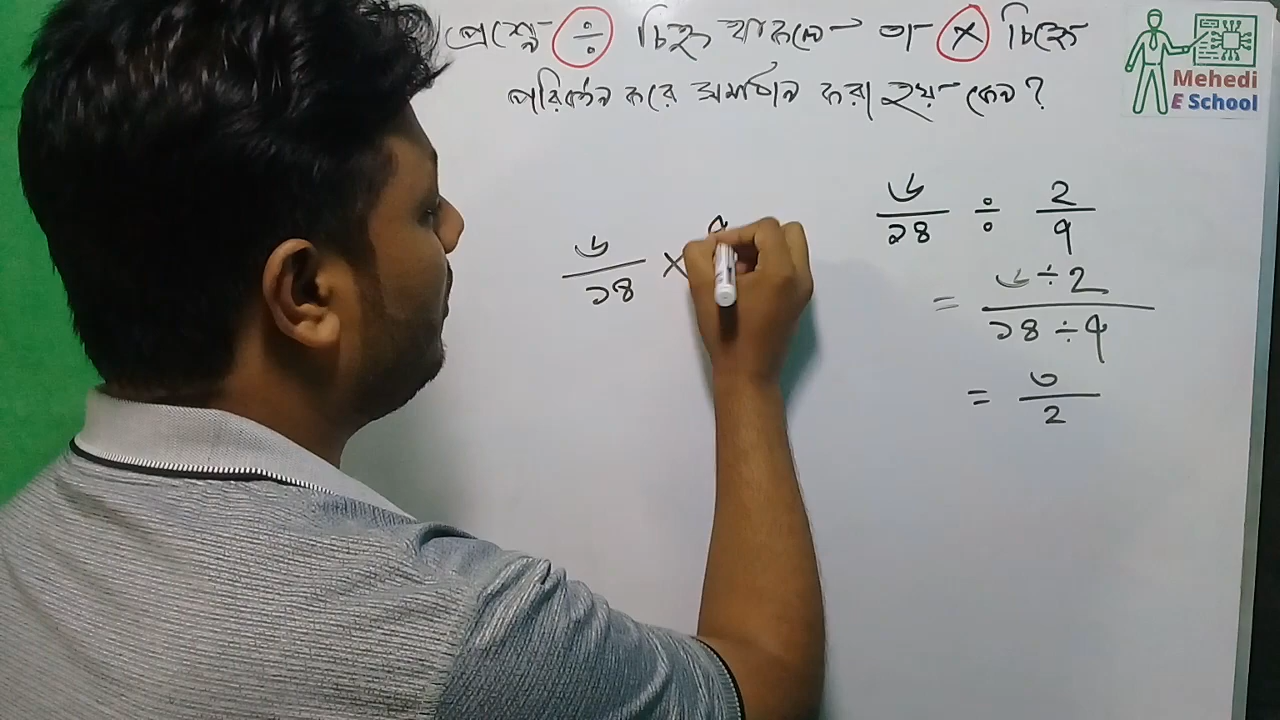 প্রশ্নে ÷ চিহ্ন থাকলে তা × চিহ্নে
পরিবর্তন করে সমাধান করা হয় কেন?
Mehedi
E School
৬/১৪ × ৭
৬/১৪ ÷ ২/৭
= ৬÷২/১৪÷৭
= ৩/২